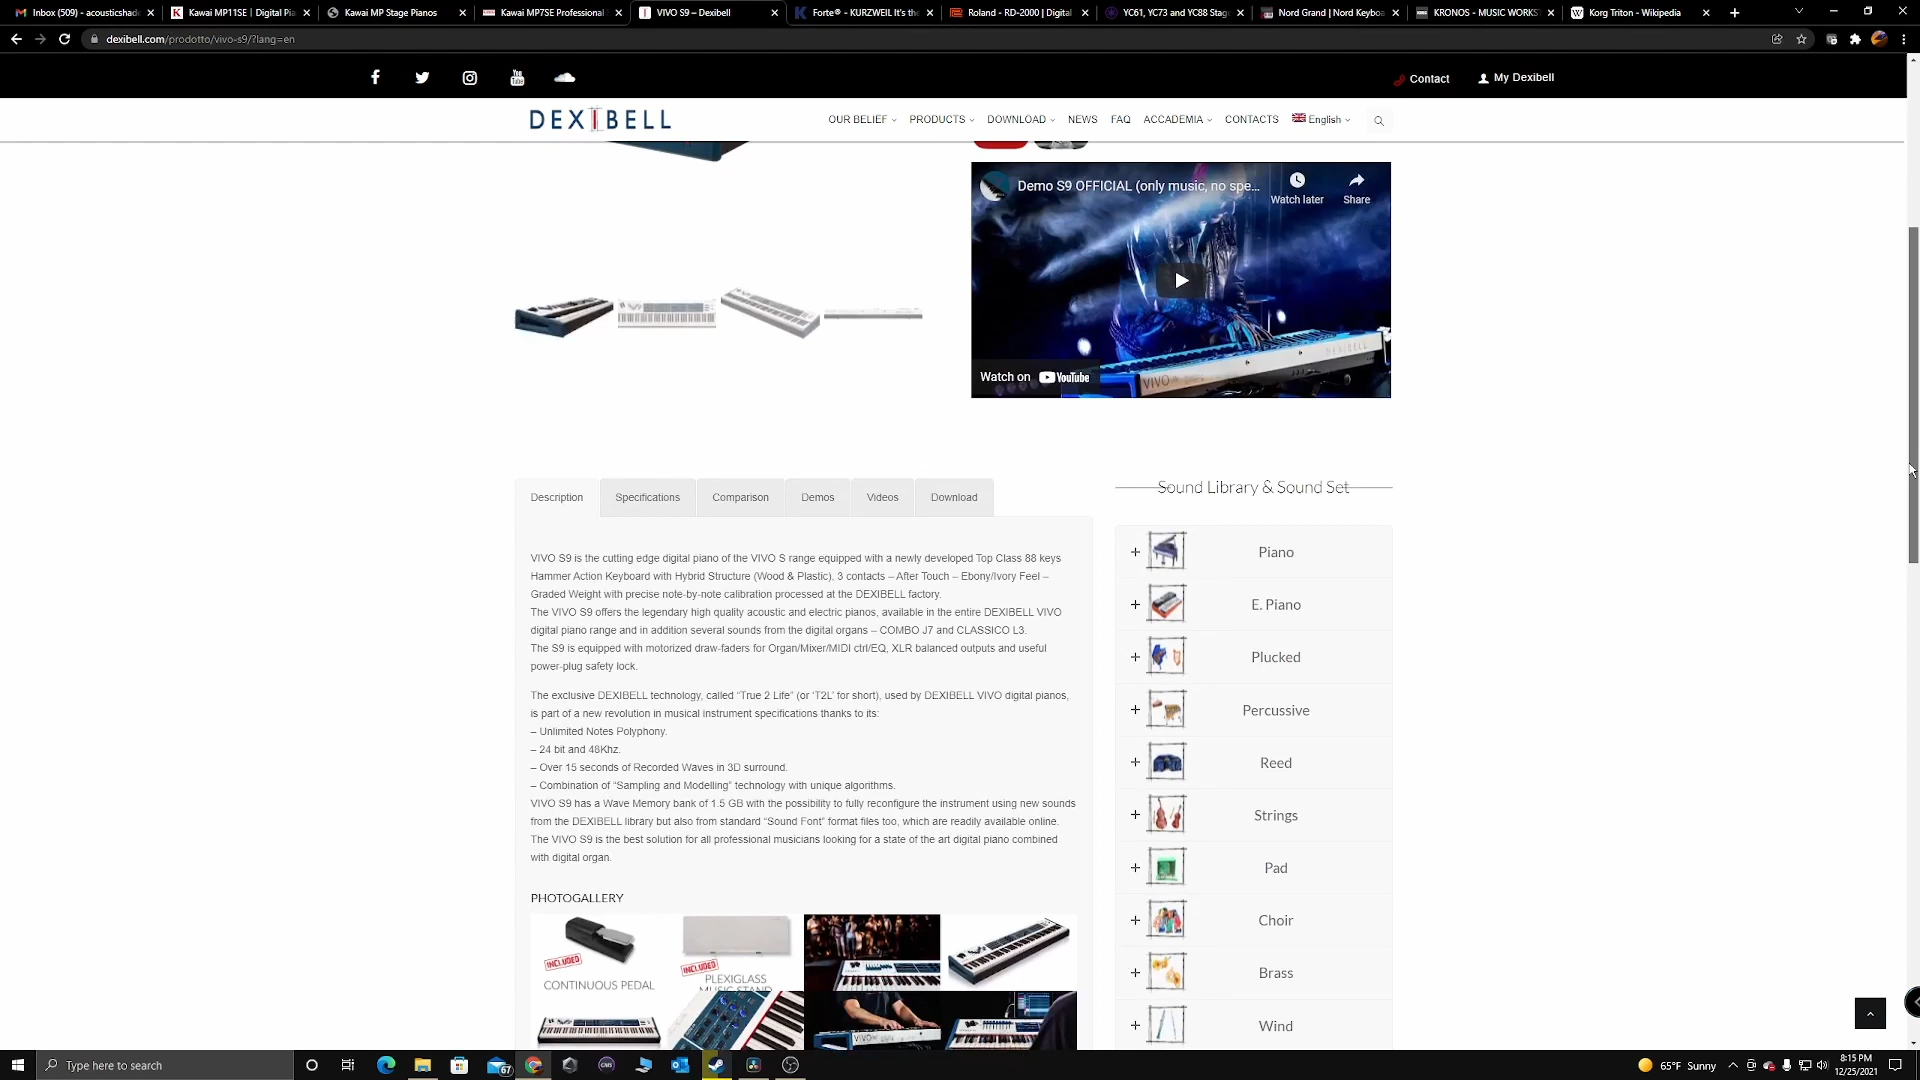 Inbox (509) - acousticshad
Kawai MP11SE | Digital Pi
Kawai MP Stage Pianos
Kawai MP7SE Professional
VIVO S9 – Dexibell
Forte® - KURZWEIL It's the
Roland - RD-2000 | Digital
YC61, YC73 and YC88 Stag
Nord Grand | Nord Keyboa
KRONOS - MUSIC WORKS
Korg Triton - Wikipedia
dexibell.com/prodotto/vivo-s9/?lang=en
Contact
My Dexibell
DEXIBELL
OUR BELIEF
PRODUCTS
DOWNLOAD
NEWS
FAQ
ACCADEMIA
CONTACTS
English
Demo S9 OFFICIAL (only music, no spe...
Watch later
Share
Watch on YouTube
DEXIBELL
VIVO
Description
Specifications
Comparison
Demos
Videos
Download
VIVO S9 is the cutting edge digital piano of the VIVO S range equipped with a newly developed Top Class 88 keys
Hammer Action Keyboard with Hybrid Structure (Wood & Plastic), 3 contacts – After Touch – Ebony/Ivory Feel –
Graded Weight with precise note-by-note calibration processed at the DEXIBELL factory.
The VIVO S9 offers the legendary high quality acoustic and electric pianos, available in the entire DEXIBELL VIVO
digital piano range and in addition several sounds from the digital organs – COMBO J7 and CLASSICO L3.
The S9 is equipped with motorized draw-faders for Organ/Mixer/MIDI ctrl/EQ, XLR balanced outputs and useful
power-plug safety lock.
The exclusive DEXIBELL technology, called “True 2 Life” (or ‘T2L’ for short), used by DEXIBELL VIVO digital pianos,
is part of a new revolution in musical instrument specifications thanks to its:
– Unlimited Notes Polyphony.
– 24 bit and 48Khz.
– Over 15 seconds of Recorded Waves in 3D surround.
– Combination of “Sampling and Modelling” technology with unique algorithms.
VIVO S9 has a Wave Memory bank of 1.5 GB with the possibility to fully reconfigure the instrument using new sounds
from the DEXIBELL library but also from standard “Sound Font” format files too, which are readily available online.
The VIVO S9 is the best solution for all professional musicians looking for a state of the art digital piano combined
with digital organ.
PHOTOGALLERY
INCLUDED
CONTINUOUS PEDAL
INCLUDED
PLEXIGLASS
MUSIC STAND
VIVO
Sound Library & Sound Set
+ Piano
+ E. Piano
+ Plucked
+ Percussive
+ Reed
+ Strings
+ Pad
+ Choir
+ Brass
+ Wind
Type here to search
67
65°F Sunny
8:15 PM
12/25/2021